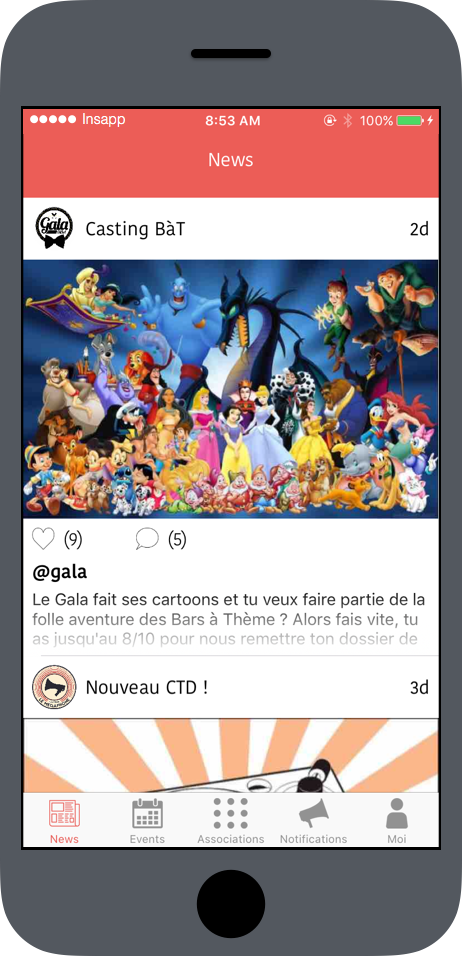 Insapp 8:53 AM 100%
News
Gala
Casting BàT 2d
(9) (5)
@gala
Le Gala fait ses cartoons et tu veux faire partie de la
folle aventure des Bars à Thème ? Alors fais vite, tu
as jusqu'au 8/10 pour nous remettre ton dossier de
LE MEGAPHONE
Nouveau CTD ! 3d
News Events Associations Notifications Moi